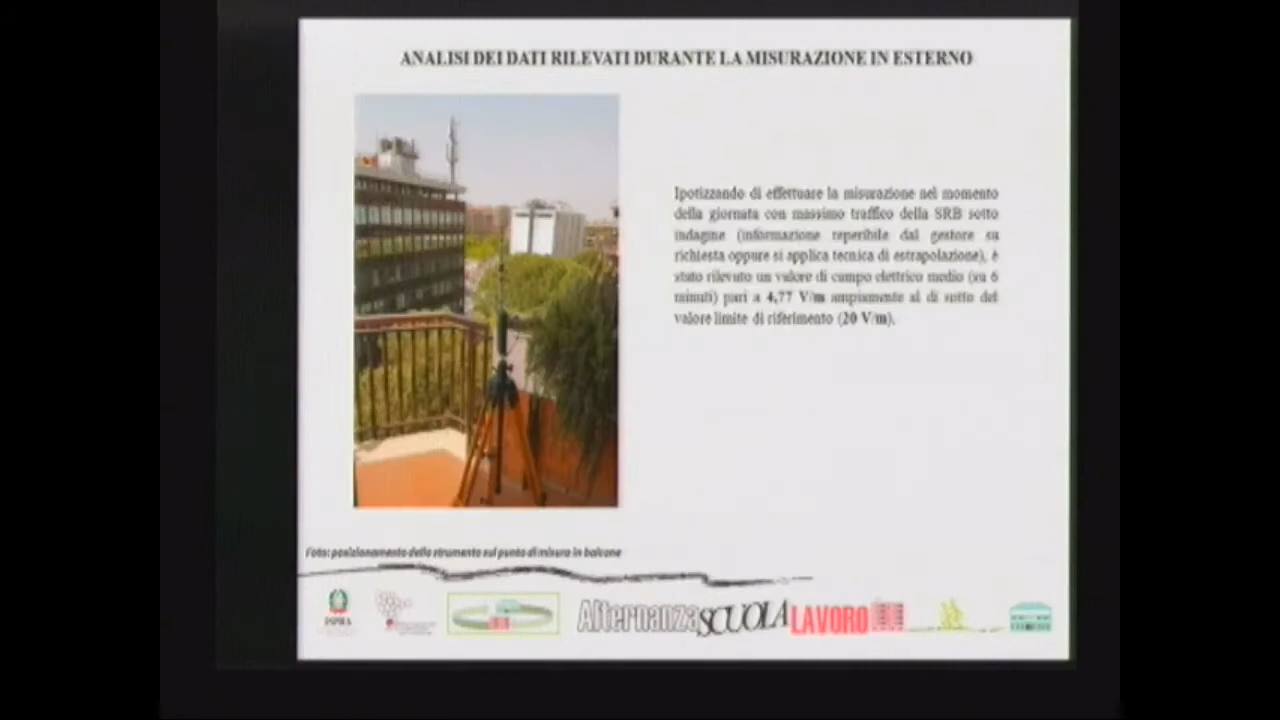 ANALISI DEI DATI RILEVATI DURANTE LA MISURAZIONE IN ESTERNO
Ipotizzando di effettuare la misurazione nel momento
della giornata con massimo traffico della SRB sotto
indagine (informazione reperibile dal gestore su
richiesta oppure si applica tecnica di estrapolazione), è
stato rilevato un valore di campo elettrico medio (su 6
minuti) pari a 4,77 V/m ampiamente al di sotto del
valore limite di riferimento (20 V/m).
Foto: posizionamento dello strumento sul punto di misura in balcone
ISPRA
Alternanza SCUOLA LAVORO